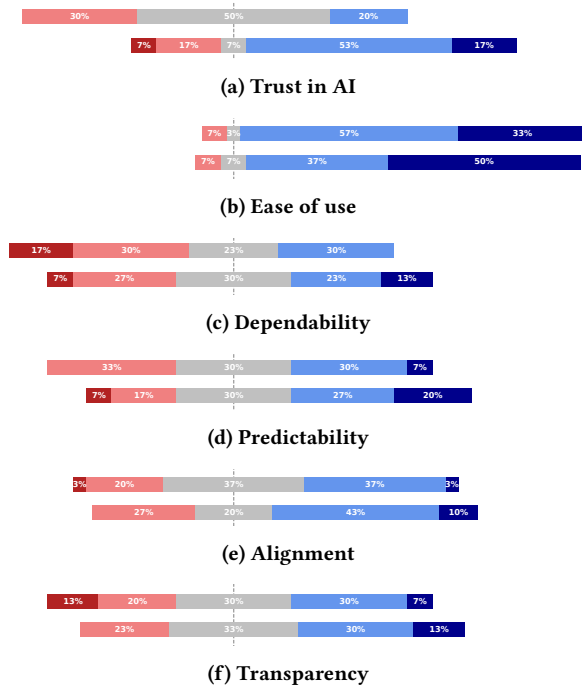 30% 50% 20%
7% 17% 7% 53% 17%
(a) Trust in AI
7% 3% 57% 33%
7% 7% 37% 50%
(b) Ease of use
17% 30% 23% 30%
7% 27% 30% 23% 13%
(c) Dependability
33% 30% 30% 7%
7% 17% 30% 27% 20%
(d) Predictability
3% 20% 37% 37% 3%
27% 20% 43% 10%
(e) Alignment
13% 20% 30% 30% 7%
23% 33% 30% 13%
(f) Transparency